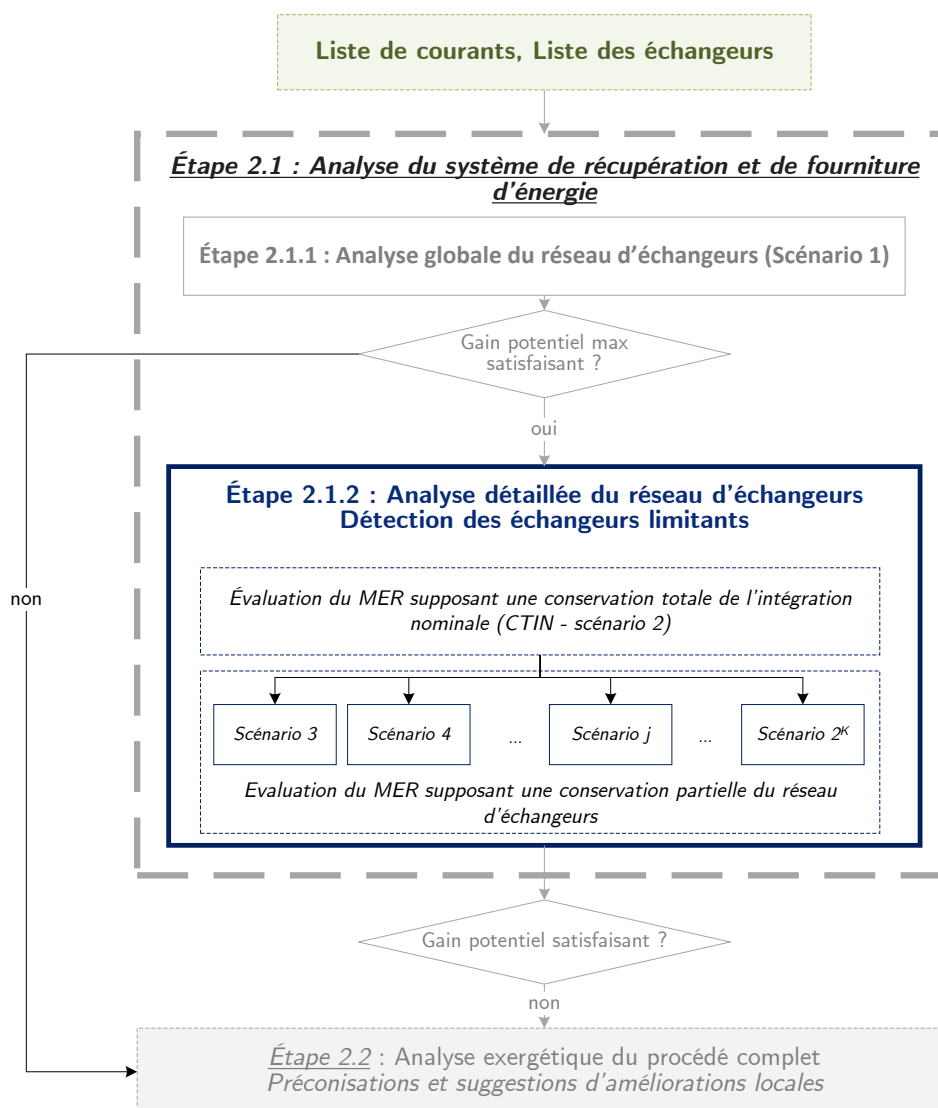 Liste de courants, Liste des échangeurs
Étape 2.1 : Analyse du système de récupération et de fourniture
d'énergie
Étape 2.1.1 : Analyse globale du réseau d'échangeurs (Scénario 1)
Gain potentiel max
satisfaisant ?
oui
non
Étape 2.1.2 : Analyse détaillée du réseau d'échangeurs
Détection des échangeurs limitants
Évaluation du MER supposant une conservation totale de l'intégration
nominale (CTIN - scénario 2)
Scénario 3
Scénario 4
...
Scénario j
...
Scénario 2ᴷ
Evaluation du MER supposant une conservation partielle du réseau
d'échangeurs
Gain potentiel satisfaisant ?
non
Étape 2.2 : Analyse exergétique du procédé complet
Préconisations et suggestions d'améliorations locales